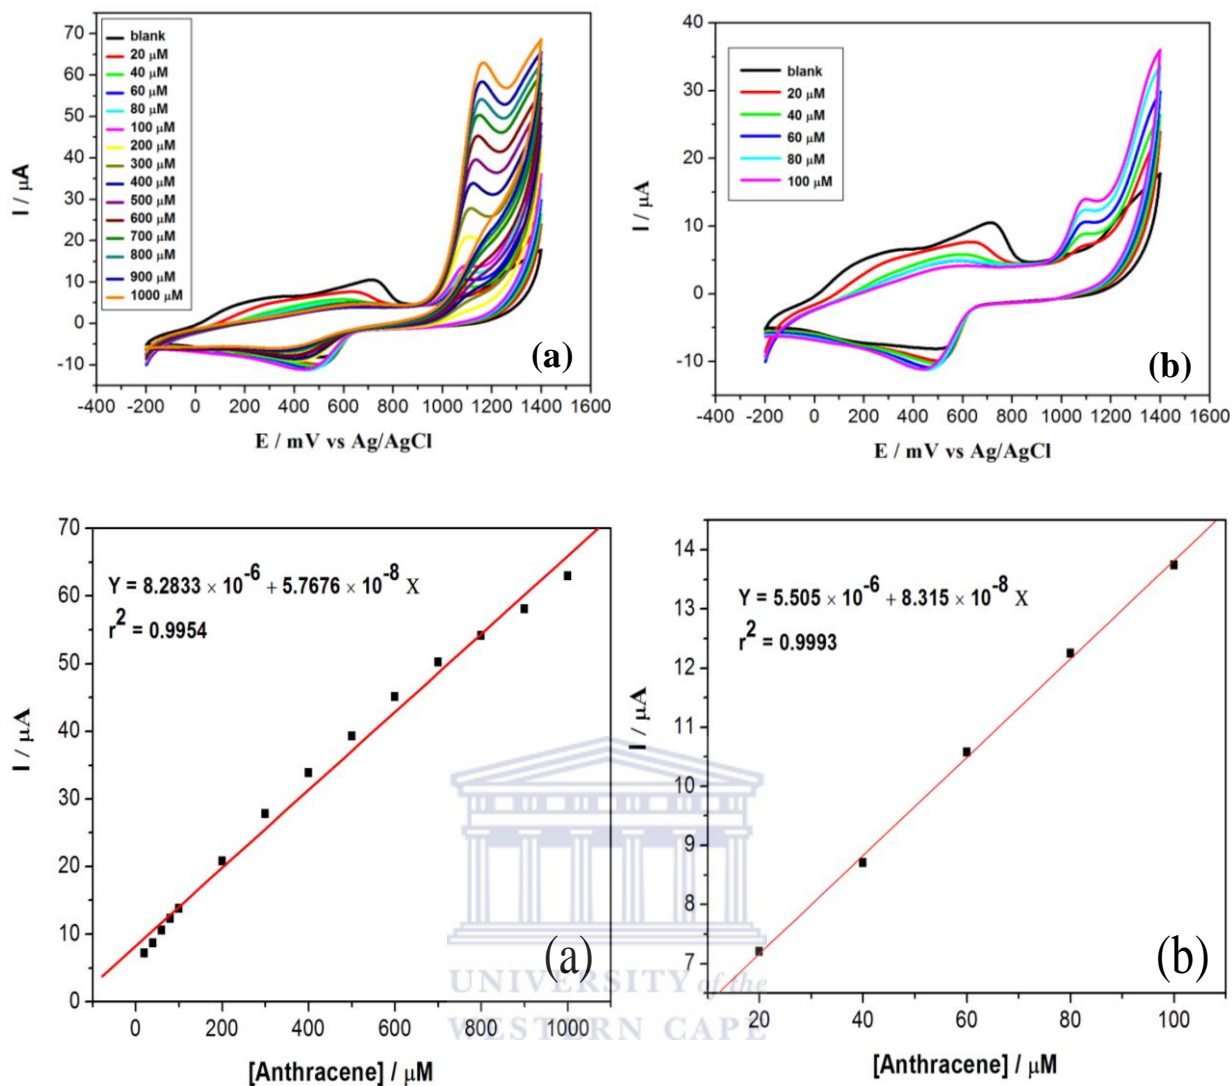 70
60
50
40
30
20
10
0
-10
I / μA
blank
20 μM
40 μM
60 μM
80 μM
100 μM
200 μM
300 μM
400 μM
500 μM
600 μM
700 μM
800 μM
900 μM
1000 μM
(a)
-400 -200 0 200 400 600 800 1000 1200 1400 1600
E / mV vs Ag/AgCl
40
30
20
10
0
-10
I / μA
blank
20 μM
40 μM
60 μM
80 μM
100 μM
(b)
-400 -200 0 200 400 600 800 1000 1200 1400 1600
E / mV vs Ag/AgCl
70
60
50
40
30
20
10
0
I / μA
Y = 8.2833 × 10^-6 + 5.7676 × 10^-8 X
r^2 = 0.9954
(a)
0 200 400 600 800 1000
[Anthracene] / μM
14
13
12
11
10
9
8
7
I / μA
Y = 5.505 × 10^-6 + 8.315 × 10^-8 X
r^2 = 0.9993
(b)
20 40 60 80 100
[Anthracene] / μM
UNIVERSITY of the
WESTERN CAPE